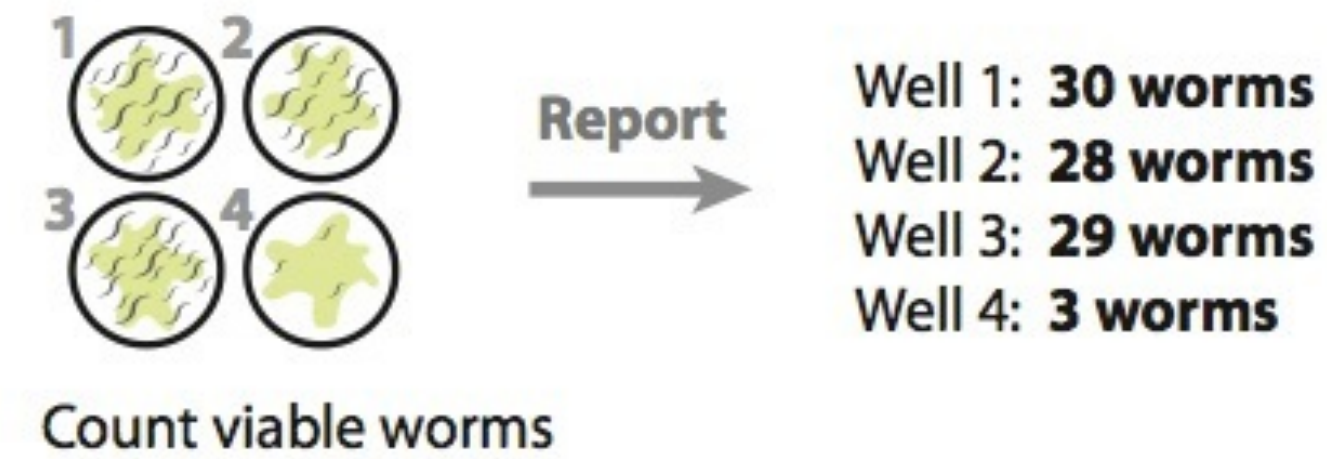 1
2
3
4
Count viable worms
Report
Well 1: 30 worms
Well 2: 28 worms
Well 3: 29 worms
Well 4: 3 worms